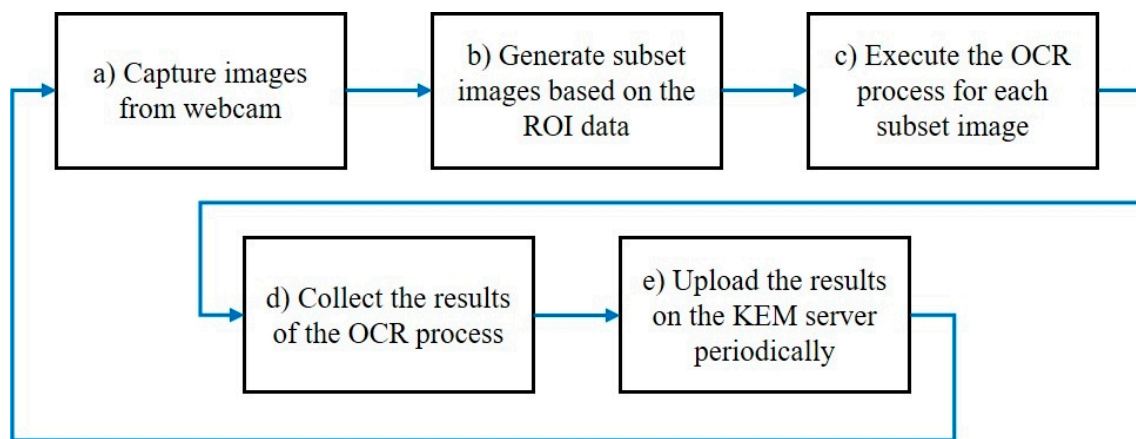 a) Capture images
from webcam
b) Generate subset
images based on the
ROI data
c) Execute the OCR
process for each
subset image
d) Collect the results
of the OCR process
e) Upload the results
on the KEM server
periodically